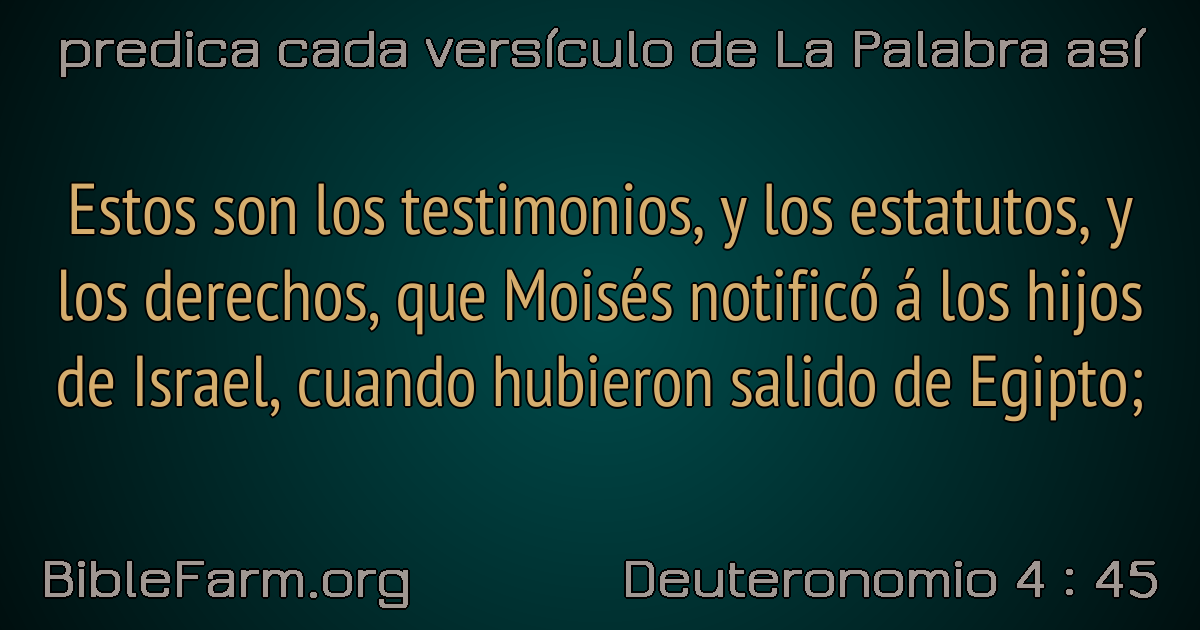 predica cada versículo de La Palabra así
Estos son los testimonios, y los estatutos, y
los derechos, que Moisés notificó á los hijos
de Israel, cuando hubieron salido de Egipto;
BibleFarm.org
Deuteronomio 4 : 45